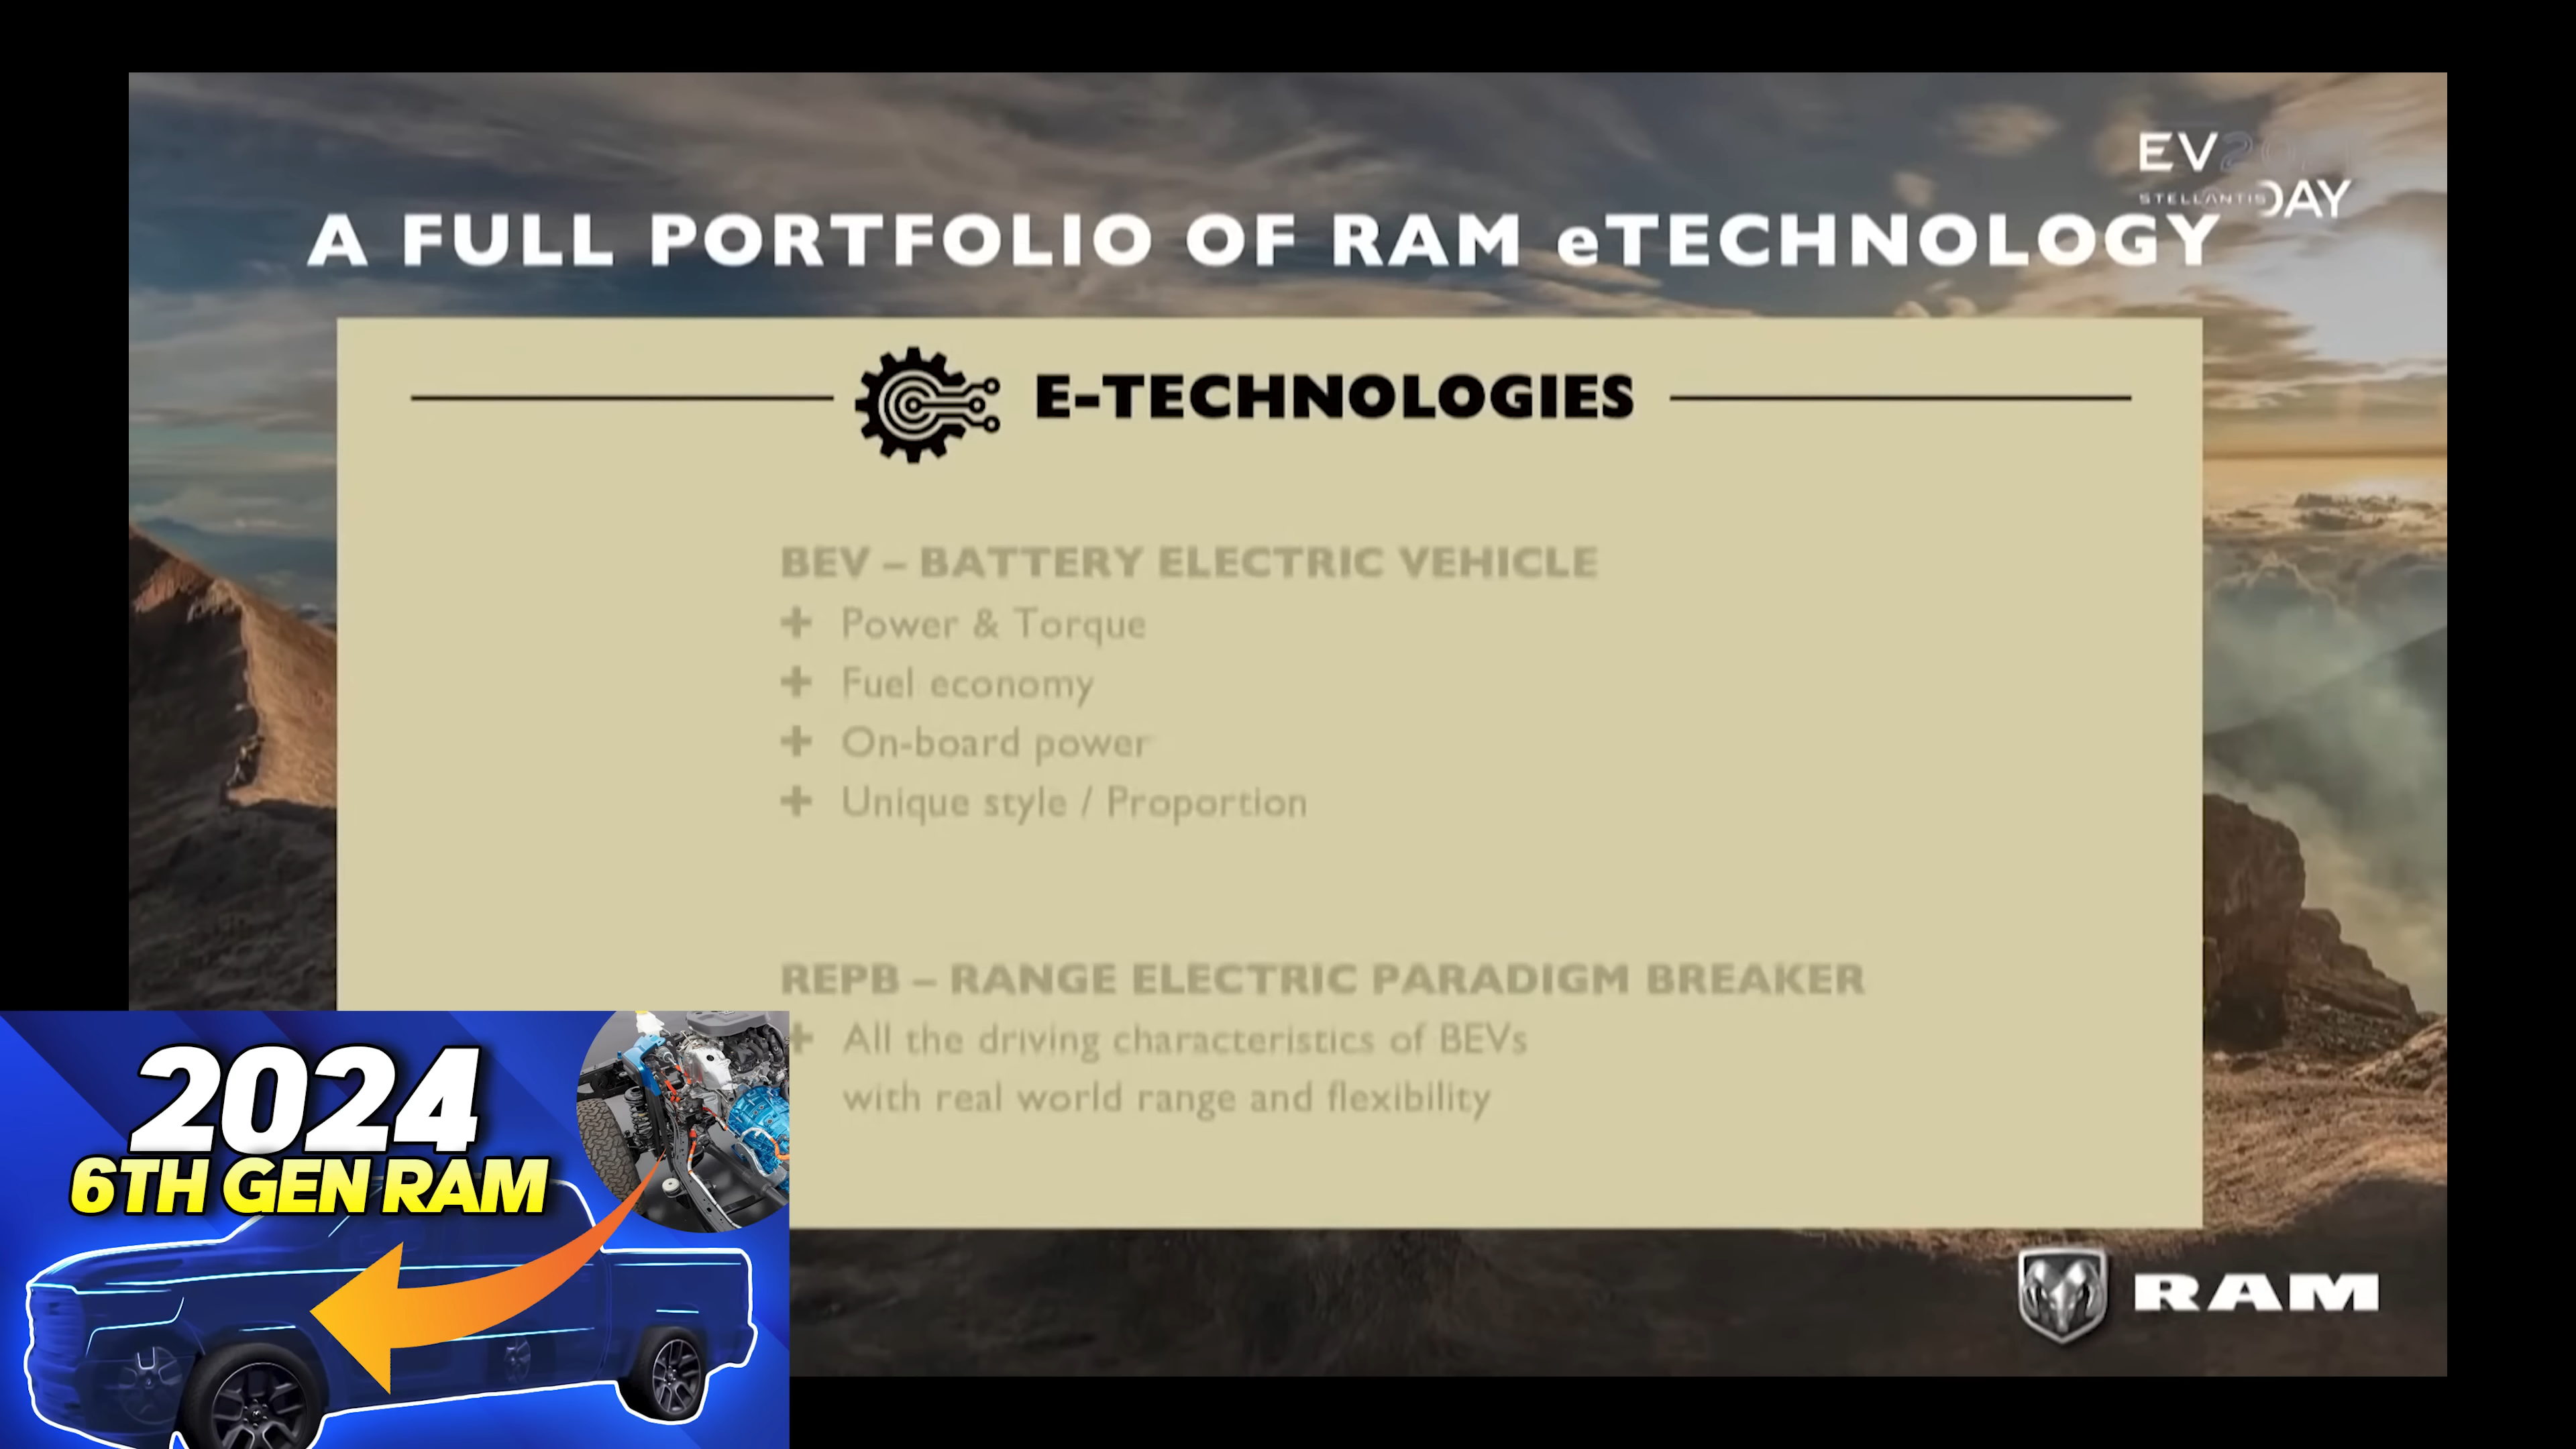 EV
STELLANTIS DAY
A FULL PORTFOLIO OF RAM eTECHNOLOGY
E-TECHNOLOGIES
BEV – BATTERY ELECTRIC VEHICLE
+ Power & Torque
+ Fuel economy
+ On-board power
+ Unique style / Proportion
REPB – RANGE ELECTRIC PARADIGM BREAKER
+ All the driving characteristics of BEVs
with real world range and flexibility
2024
6TH GEN RAM
RAM